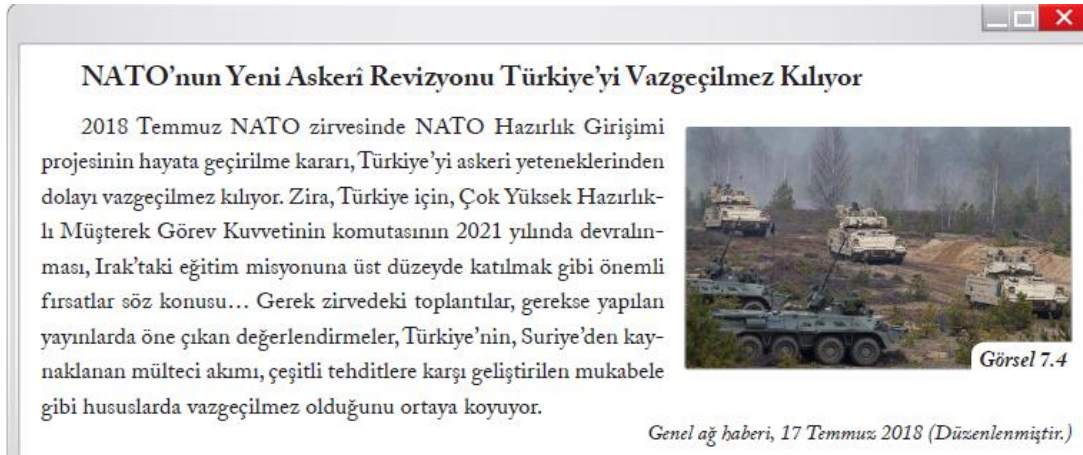 NATO’nun Yeni Askerî Revizyonu Türkiye’yi Vazgeçilmez Kılıyor
2018 Temmuz NATO zirvesinde NATO Hazırlık Girişimi
projesinin hayata geçirilme kararı, Türkiye’yi askeri yeteneklerinden
dolayı vazgeçilmez kılıyor. Zira, Türkiye için, Çok Yüksek Hazırlık-
lı Müşterek Görev Kuvvetinin komutasının 2021 yılında devralın-
ması, Irak’taki eğitim misyonuna üst düzeyde katılmak gibi önemli
fırsatlar söz konusu… Gerek zirvedeki toplantılar, gerekse yapılan
yayınlarda öne çıkan değerlendirmeler, Türkiye’nin, Suriye’den kay-
naklanan mülteci akımı, çeşitli tehditlere karşı geliştirilen mukabele
gibi hususlarda vazgeçilmez olduğunu ortaya koyuyor.
Görsel 7.4
Genel ağ haberi, 17 Temmuz 2018 (Düzenlenmiştir.)